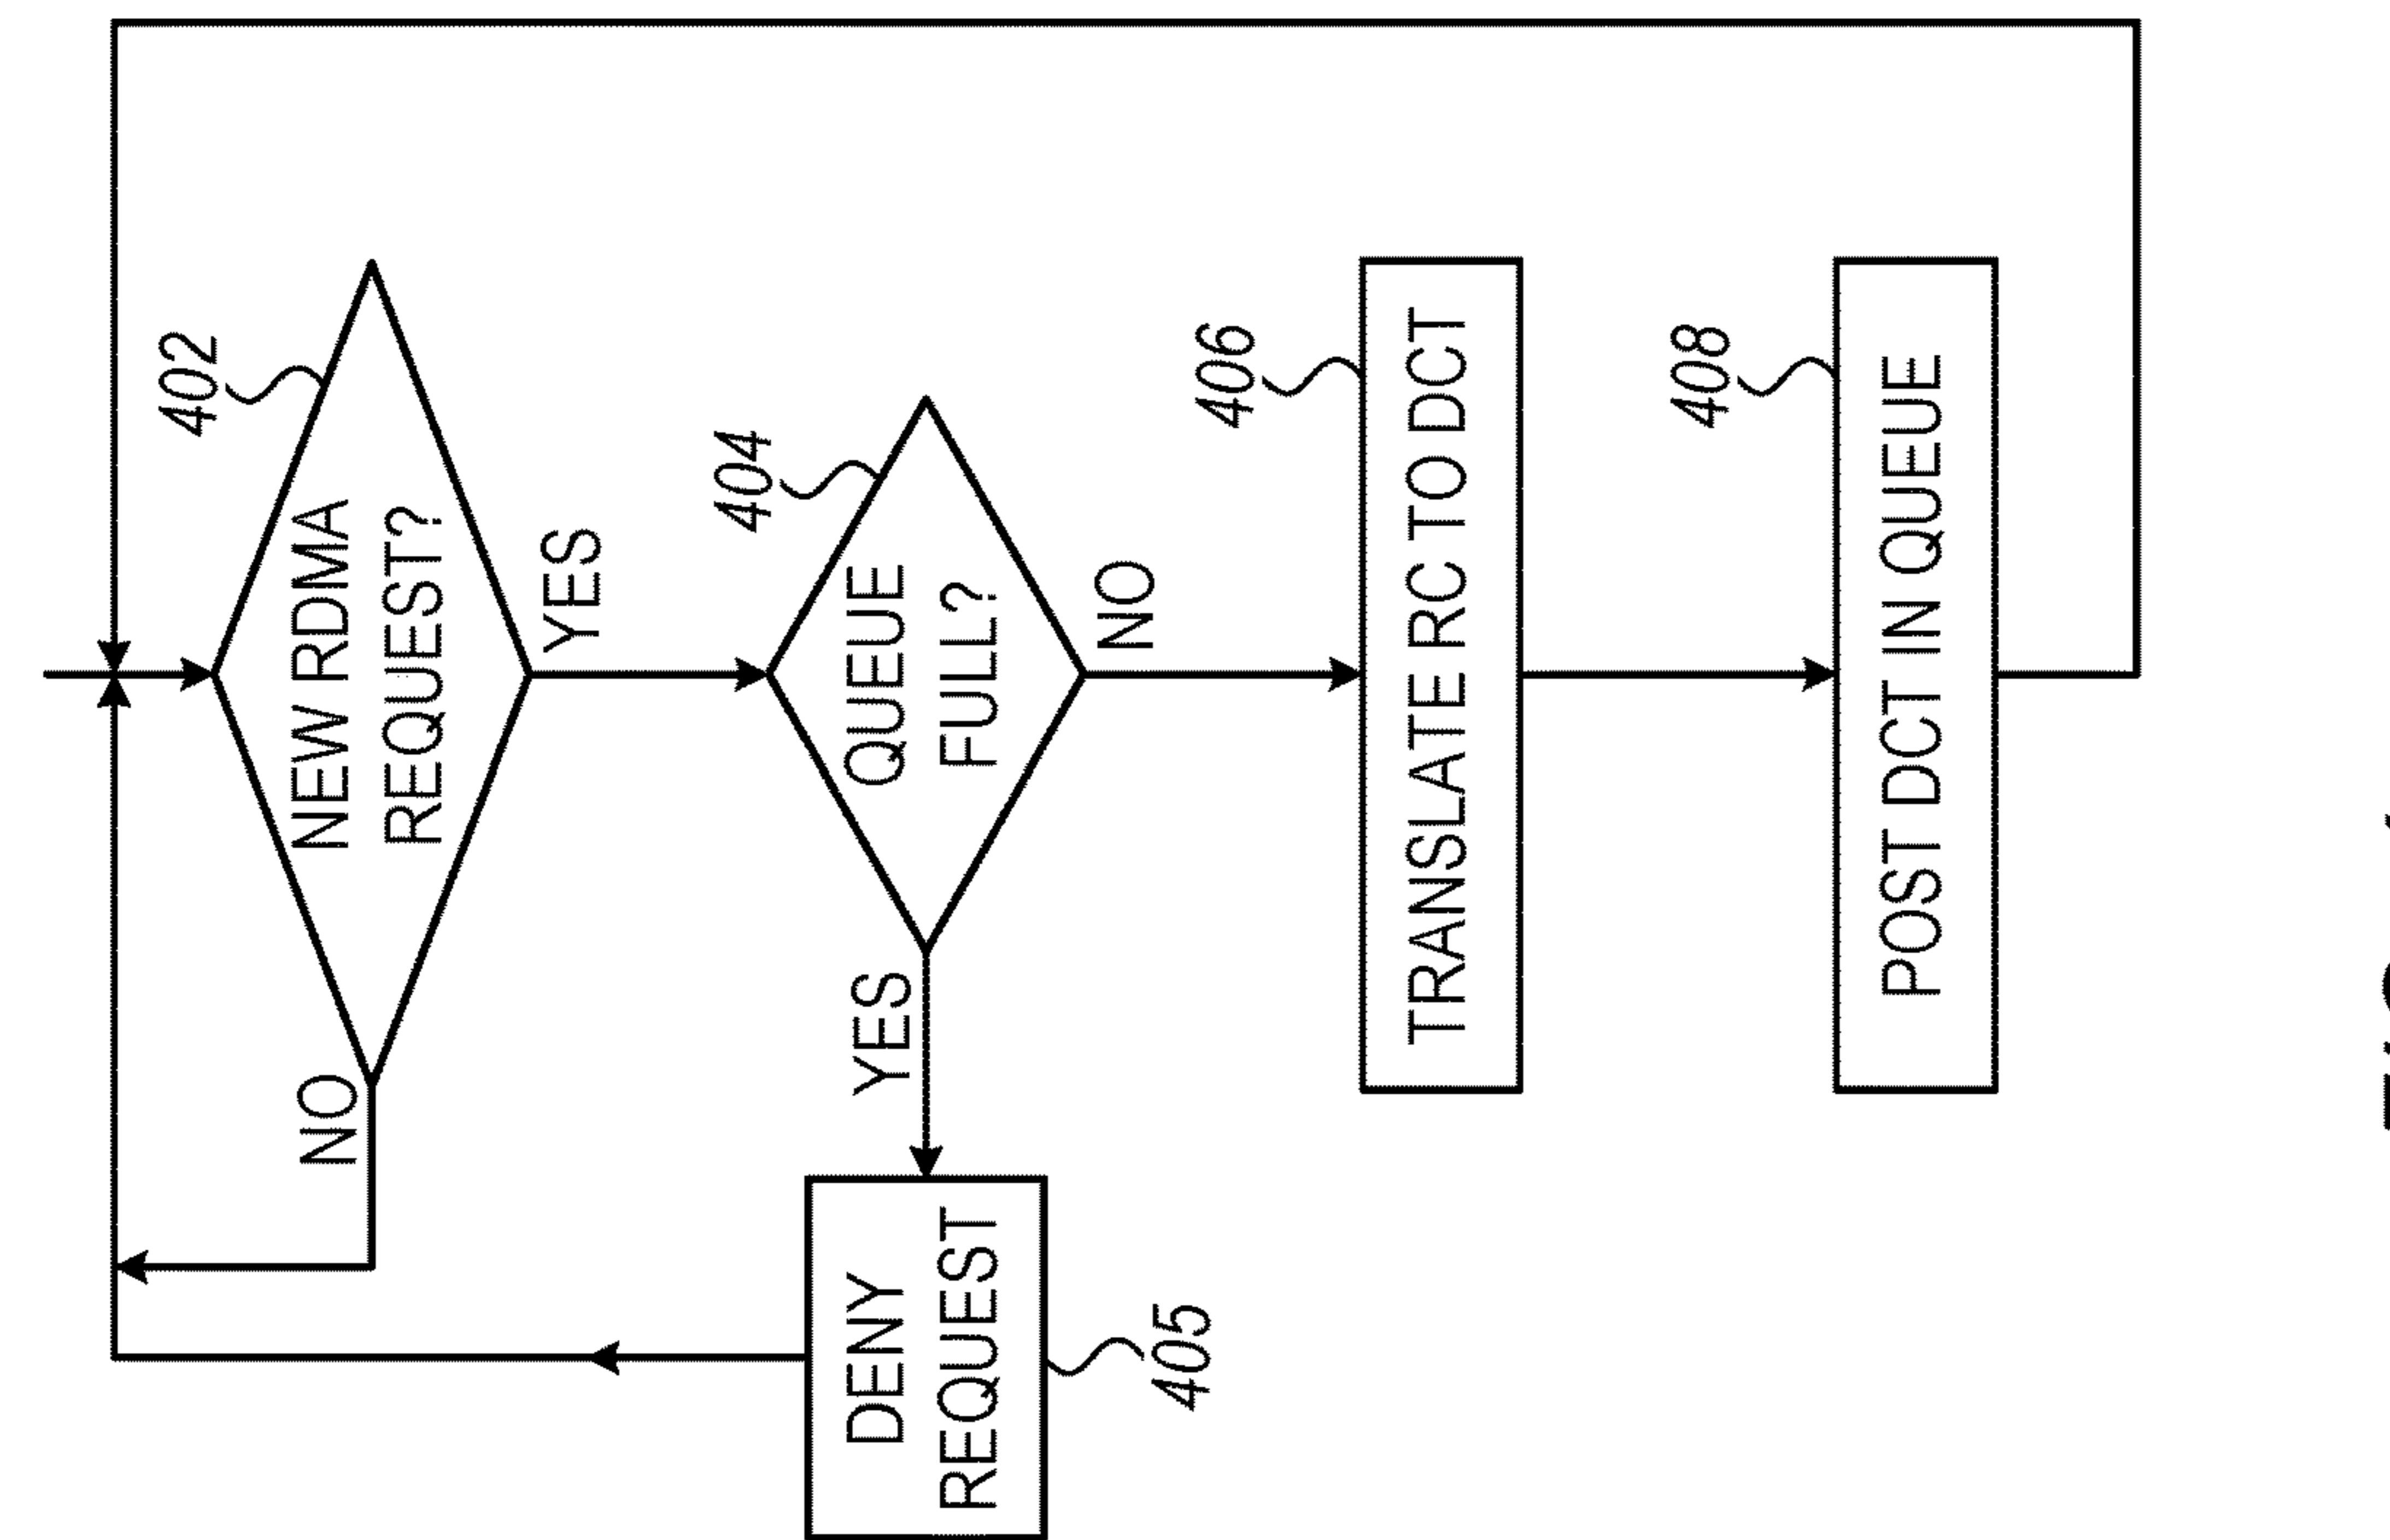 402
NEW RDMA
REQUEST?
NO
YES
404
QUEUE
FULL?
YES
NO
DENY
REQUEST
405
406
TRANSLATE RC TO DCT
408
POST DCT IN QUEUE